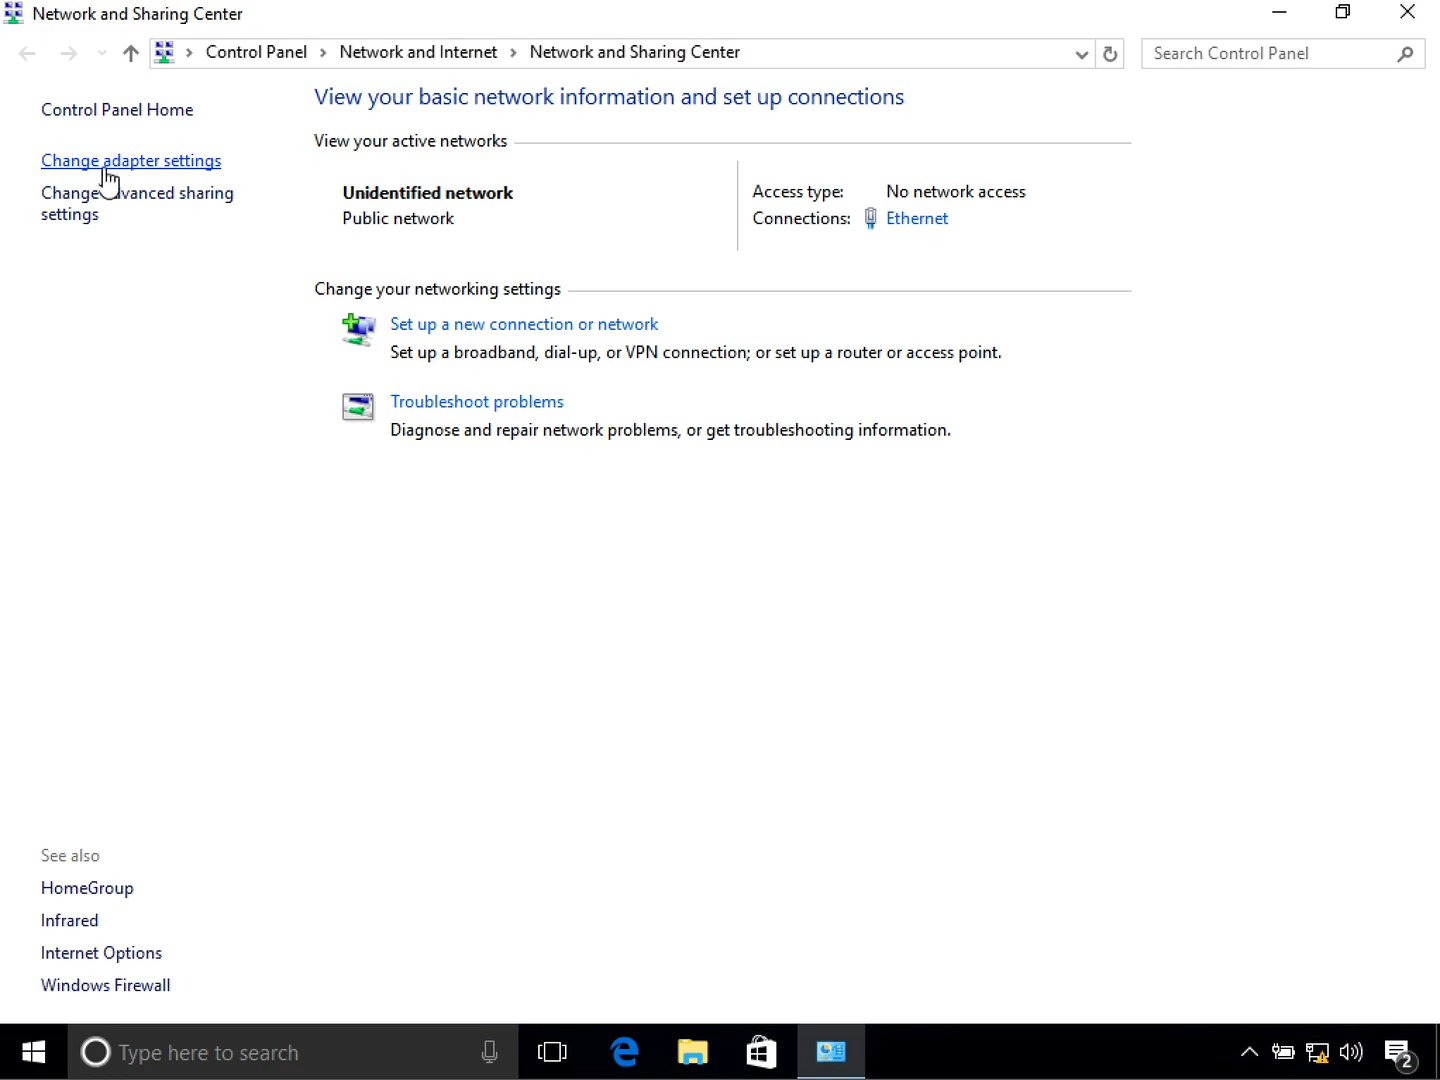 Network and Sharing Center
Control Panel
Network and Internet
Network and Sharing Center
Search Control Panel
Control Panel Home
Change adapter settings
Change advanced sharing
settings
View your basic network information and set up connections
View your active networks
Unidentified network
Public network
Access type: No network access
Connections: Ethernet
Change your networking settings
Set up a new connection or network
Set up a broadband, dial-up, or VPN connection; or set up a router or access point.
Troubleshoot problems
Diagnose and repair network problems, or get troubleshooting information.
See also
HomeGroup
Infrared
Internet Options
Windows Firewall
Type here to search
2